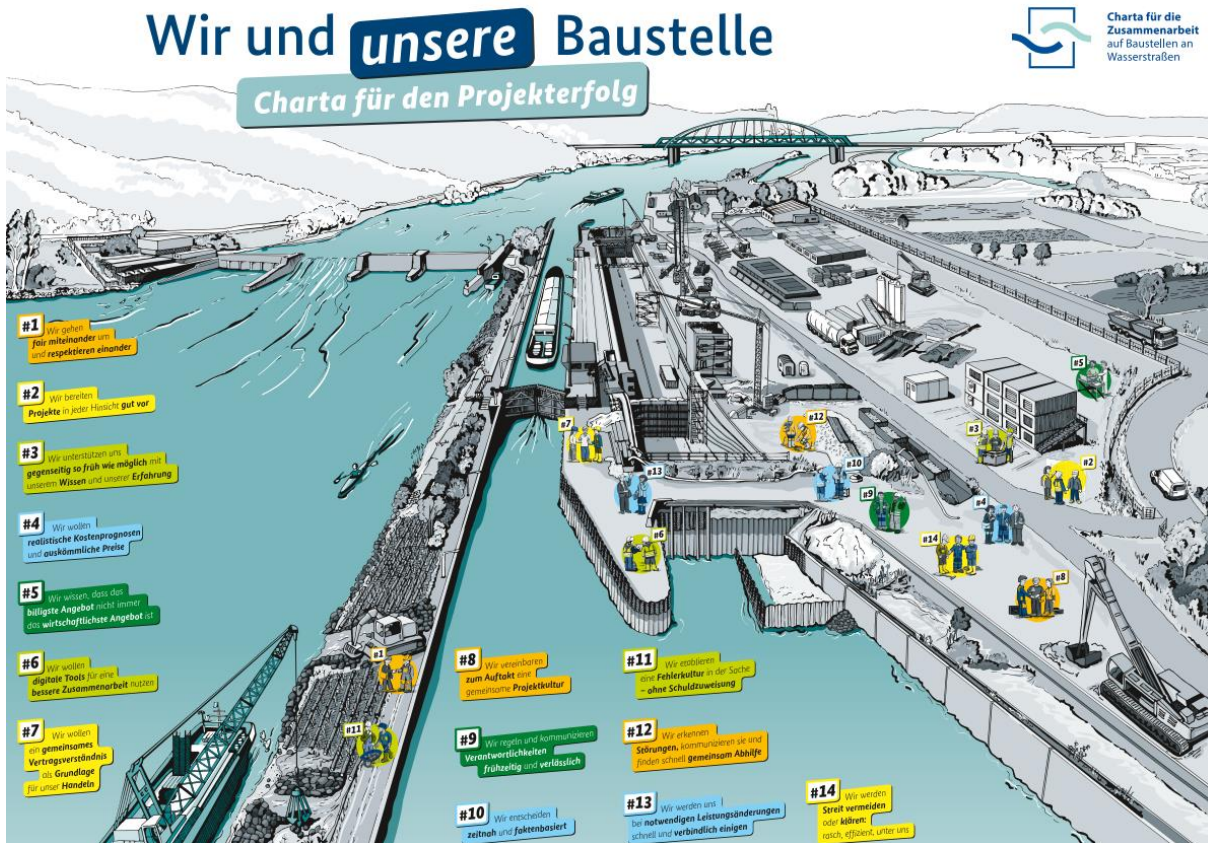 Wir und unsere Baustelle
Charta für den Projekterfolg
Charta für die
Zusammenarbeit
auf Baustellen an
Wasserstraßen
#1 Wir gehen
fair miteinander um
und respektieren einander
#2 Wir bereiten
Projekte in jeder Hinsicht gut vor
#3 Wir unterstützen uns
gegenseitig so früh wie möglich mit
unserem Wissen und unserer Erfahrung
#4 Wir wollen
realistische Kostenprognosen
und auskömmliche Preise
#5 Wir wissen, dass das
billigste Angebot nicht immer
das wirtschaftlichste Angebot ist
#6 Wir wollen
digitale Tools für eine
bessere Zusammenarbeit nutzen
#7 Wir wollen
ein gemeinsames
Vertragsverständnis
als Grundlage
für unser Handeln
#8 Wir vereinbaren
zum Auftakt eine
gemeinsame Projektkultur
#9 Wir regeln und kommunizieren
Verantwortlichkeiten
frühzeitig und verlässlich
#10 Wir entscheiden
zeitnah und faktenbasiert
#11 Wir etablieren
eine Fehlerkultur in der Sache
– ohne Schuldzuweisung
#12 Wir erkennen
Störungen, kommunizieren sie und
finden schnell gemeinsam Abhilfe
#13 Wir werden uns
bei notwendigen Leistungsänderungen
schnell und verbindlich einigen
#14 Wir werden
Streit vermeiden
oder klären:
rasch, effizient, unter uns
#5
#7
#12
#3
#13
#10
#2
#9
#4
#6
#14
#8
#1
#11